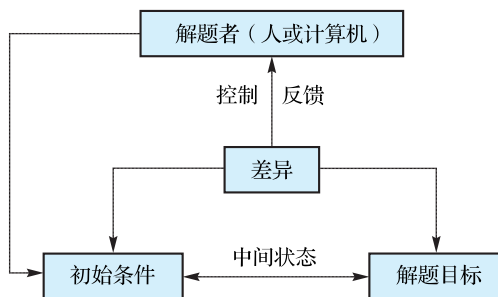 解题者（人或计算机）
控制 反馈
差异
中间状态
初始条件
解题目标